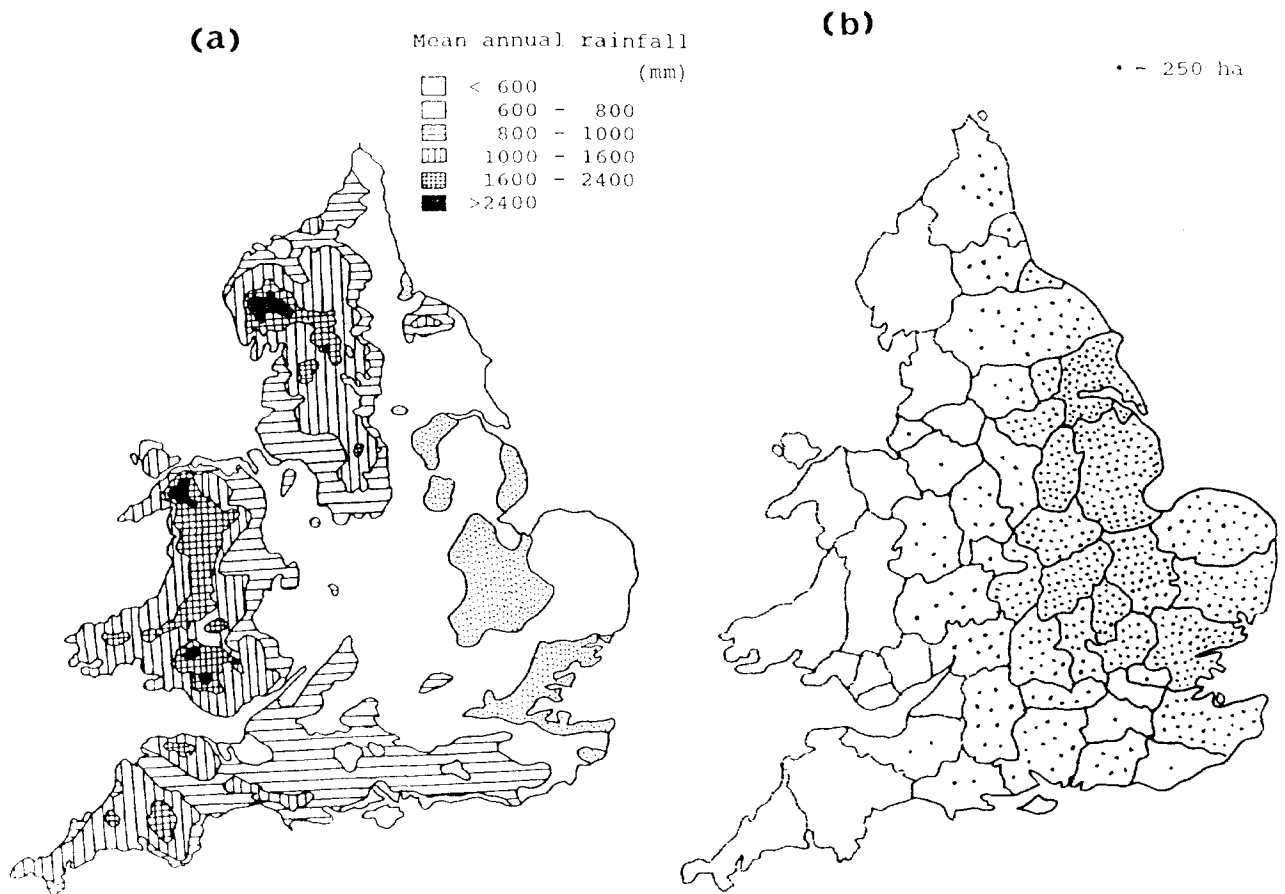 (a)
Mean annual rainfall
(mm)
< 600
600 - 800
800 - 1000
1000 - 1600
1600 - 2400
>2400
(b)
• - 250 ha